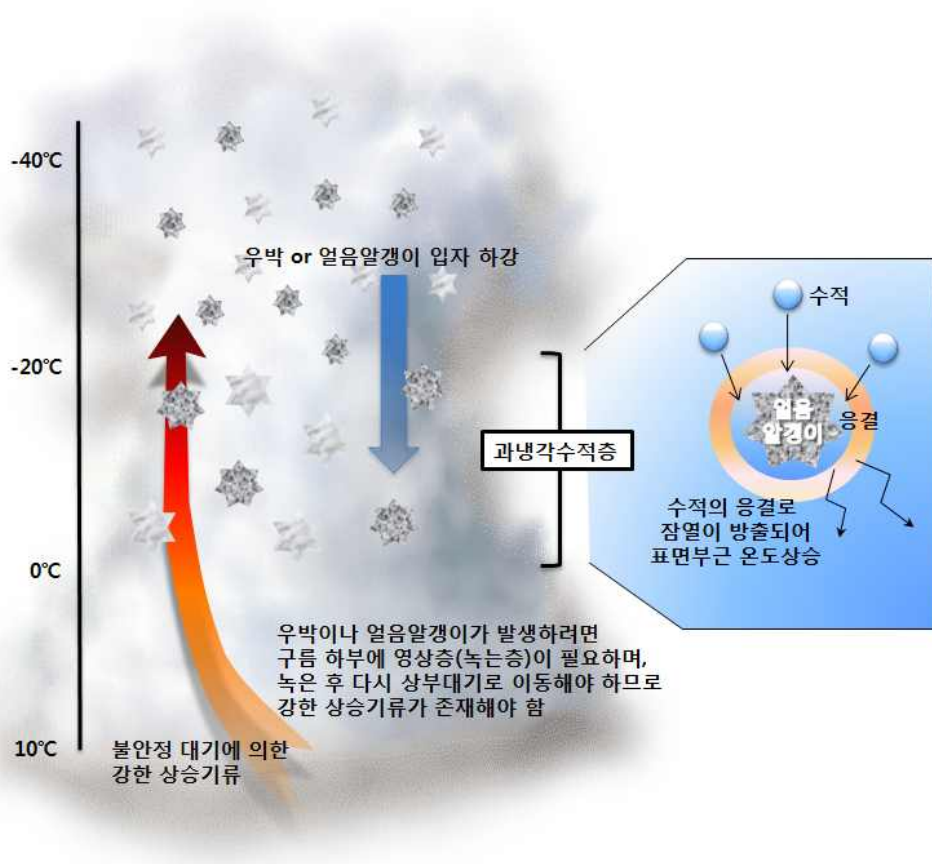 -40℃
우박 or 얼음알갱이 입자 하강
수적
-20℃
얼음
알갱이
응결
과냉각수적층
수적의 응결로
잠열이 방출되어
표면부근 온도상승
0℃
우박이나 얼음알갱이가 발생하려면
구름 하부에 영상층(녹는층)이 필요하며,
녹은 후 다시 상부대기로 이동해야 하므로
강한 상승기류가 존재해야 함
10℃
불안정 대기에 의한
강한 상승기류